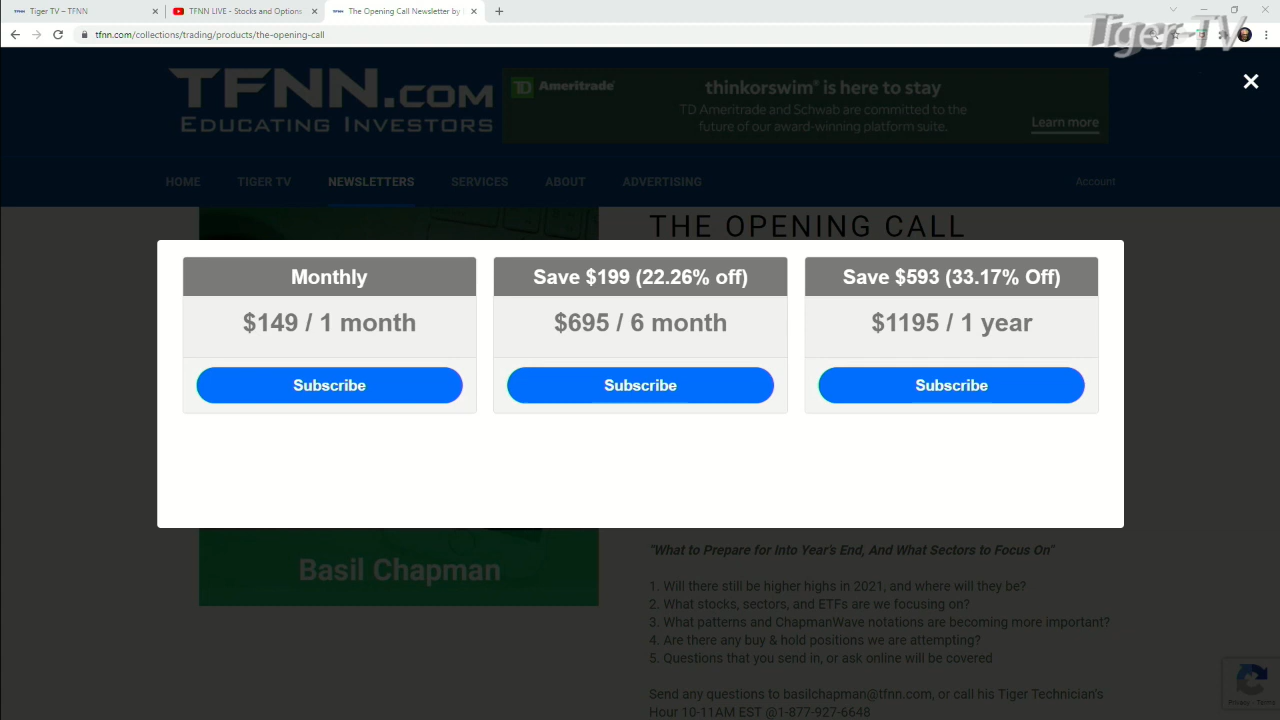 Tiger TV – TFNN
TFNN LIVE - Stocks and Options
The Opening Call Newsletter by
tfnn.com/collections/trading/products/the-opening-call
Tiger TV
TFNN.COM
EDUCATING INVESTORS
TD Ameritrade
thinkorswim® is here to stay
TD Ameritrade and Schwab are committed to the
future of our award-winning platform suite.
Learn more
HOME TIGER TV NEWSLETTERS SERVICES ABOUT ADVERTISING Account
THE OPENING CALL
Monthly
$149 / 1 month
Subscribe
Save $199 (22.26% off)
$695 / 6 month
Subscribe
Save $593 (33.17% Off)
$1195 / 1 year
Subscribe
Basil Chapman
"What to Prepare for Into Year's End, And What Sectors to Focus On"
1. Will there still be higher highs in 2021, and where will they be?
2. What stocks, sectors, and ETFs are we focusing on?
3. What patterns and ChapmanWave notations are becoming more important?
4. Are there any buy & hold positions we are attempting?
5. Questions that you send in, or ask online will be covered
Send any questions to basilchapman@tfnn.com, or call his Tiger Technician's
Hour 10-11AM EST @1-877-927-6648
Privacy - Terms